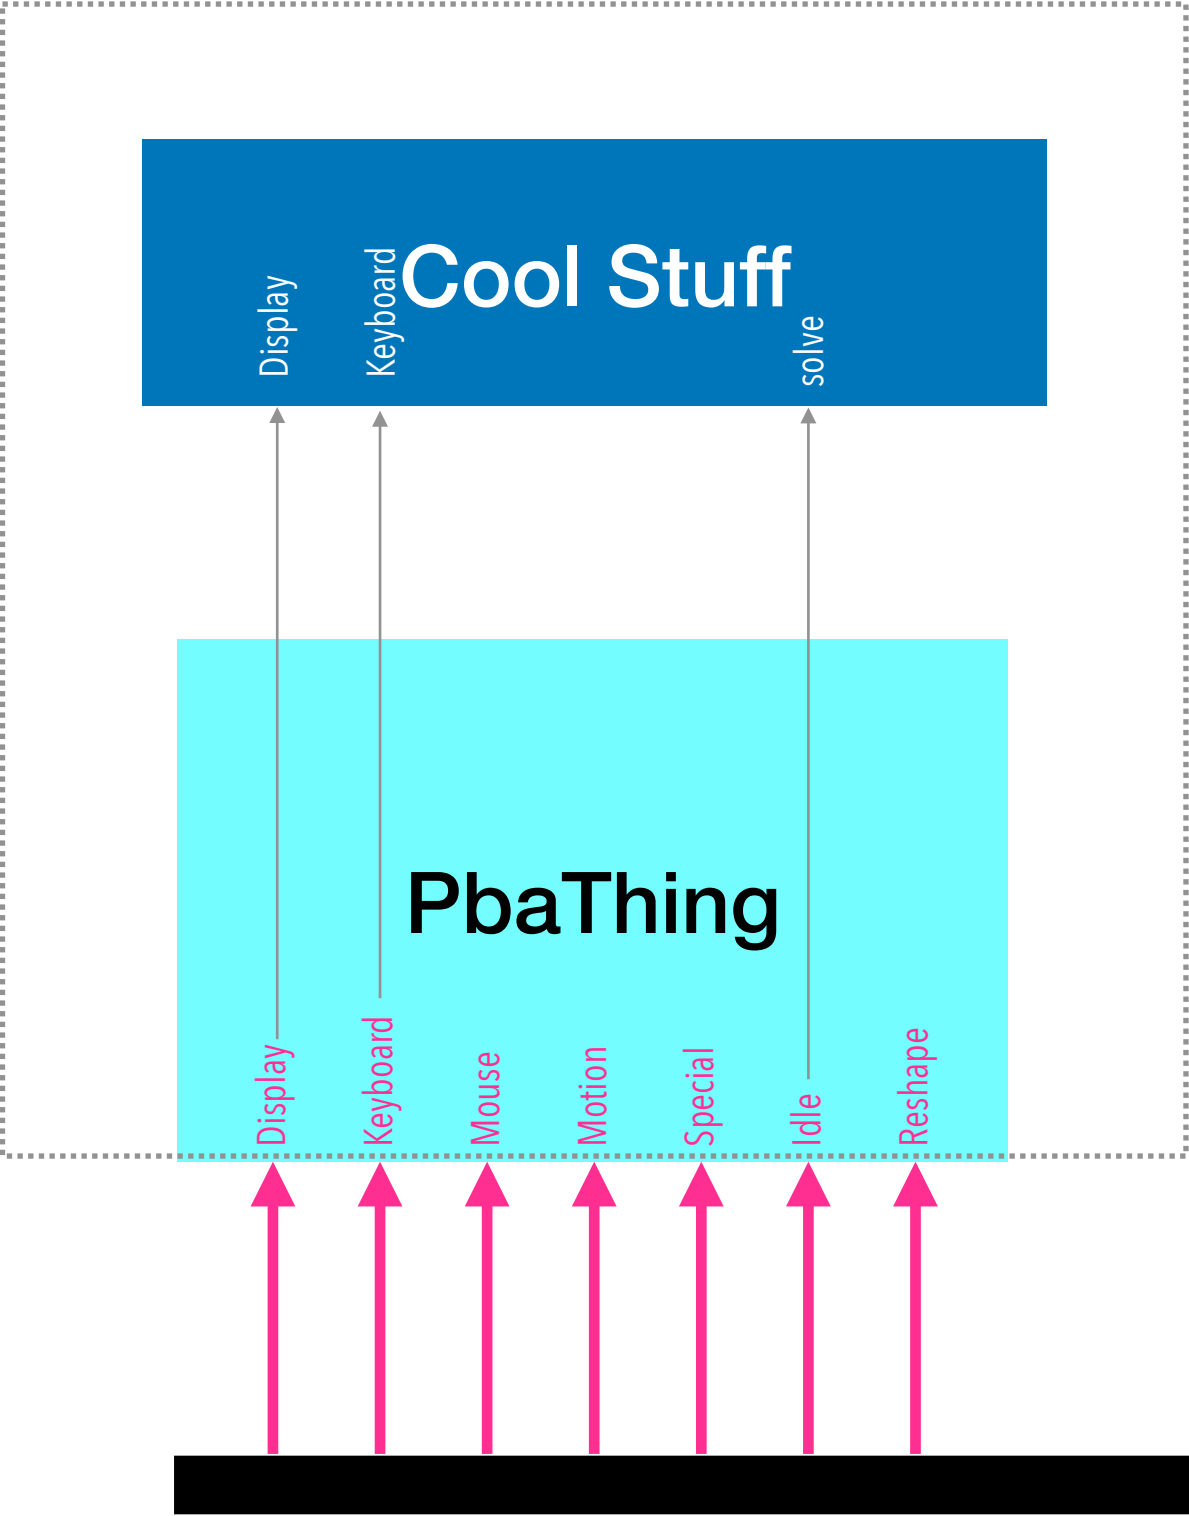 Cool Stuff
Display
Keyboard
solve
PbaThing
Display
Keyboard
Mouse
Motion
Special
Idle
Reshape